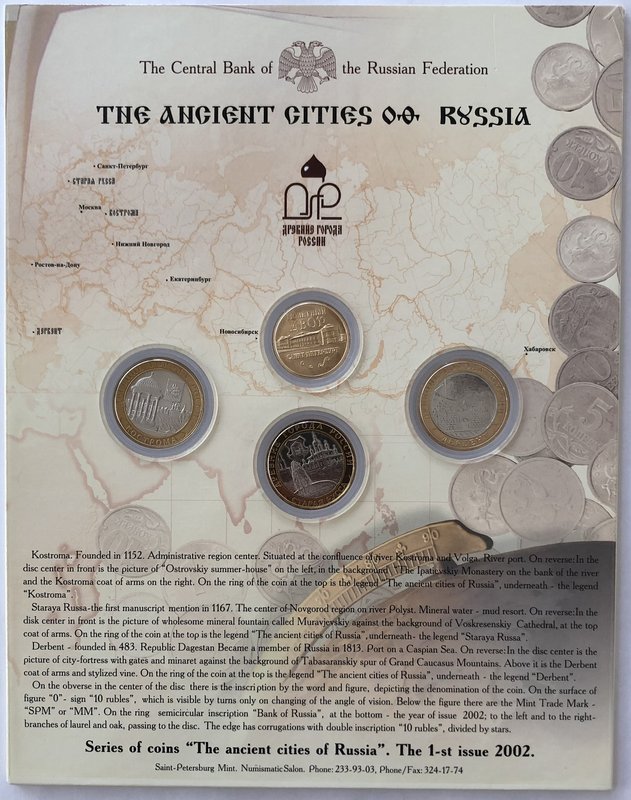 The Central Bank of the Russian Federation
THE ANCIENT CITIES OF RUSSIA
Санкт-Петербург
СТАРАЯ РУССА
Москва
КОСТРОМА
ДРЕВНИЕ ГОРОДА
РОССИИ
Нижний Новгород
Ростов-на-Дону
Екатеринбург
ДЕРБЕНТ
Новосибирск
Хабаровск
МОНЕТНЫЙ
ДВОР
САНКТ-ПЕТЕРБУРГ
КОСТРОМА
ДРЕВНИЕ ГОРОДА РОССИИ
СТАРАЯ РУССА
ДЕРБЕНТ
Kostroma. Founded in 1152. Administrative region center. Situated at the confluence of river Kostroma and Volga. River port. On reverse: In the
disc center in front is the picture of "Ostrovskiy summer-house" on the left, in the background "The Ipatievskiy Monastery on the bank of the river
and the Kostroma coat of arms on the right. On the ring of the coin at the top is the legend "The ancient cities of Russia", underneath - the legend
"Kostroma".
Staraya Russa-the first manuscript mention in 1167. The center of Novgorod region on river Polyst. Mineral water - mud resort. On reverse: In the
disk center in front is the picture of wholesome mineral fountain called Muravjyovskiy against the background of Voskresenskiy Cathedral, at the top
coat of arms. On the ring of the coin at the top is the legend "The ancient cities of Russia", underneath- the legend "Staraya Russa".
Derbent - founded in 483. Republic Dagestan Became a member of Russia in 1813. Port on a Caspian Sea. On reverse: In the disc center is the
picture of city-fortress with gates and minaret against the background of Tabasaranskiy spur of Grand Caucasus Mountains. Above it is the Derbent
coat of arms and stylized vine. On the ring of the coin at the top is the legend "The ancient cities of Russia", underneath - the legend "Derbent".
On the obverse in the center of the disc there is the inscription by the word and figure, depicting the denomination of the coin. On the surface of
figure "0"- sign "10 rubles", which is visible by turns only on changing of the angle of vision. Below the figure there are the Mint Trade Mark -
"SPM" or "MM". On the ring semicircular inscription "Bank of Russia", at the bottom - the year of issue 2002; to the left and to the right-
branches of laurel and oak, passing to the disc. The edge has corrugations with double inscription "10 rubles", divided by stars.
Series of coins "The ancient cities of Russia". The 1-st issue 2002.
Saint-Petersburg Mint. Numismatic Salon. Phone: 233-93-03, Phone/Fax: 324-17-74